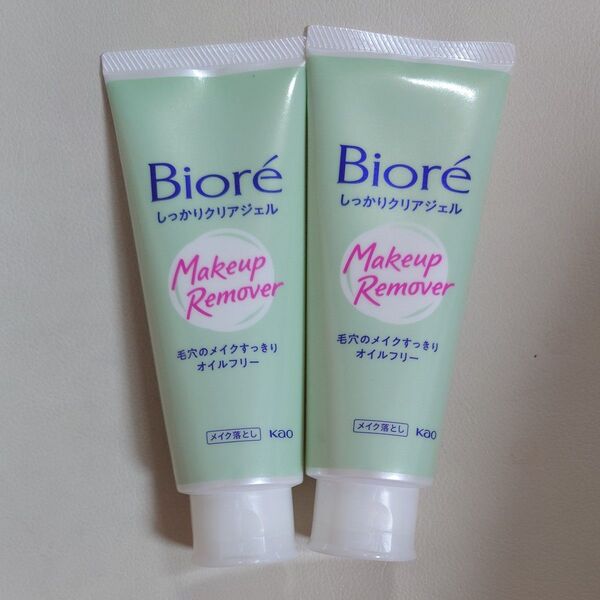 Bioré
しっかりクリアジェル
Makeup
Remover
毛穴のメイクすっきり
オイルフリー
メイク落とし Kao
Bioré
しっかりクリアジェル
Makeup
Remover
毛穴のメイクすっきり
オイルフリー
メイク落とし Kao